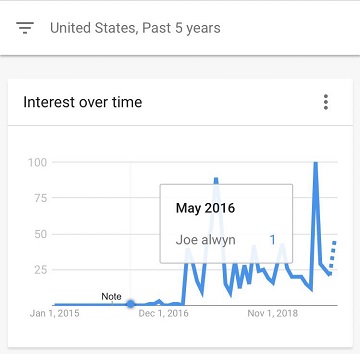 United States, Past 5 years
Interest over time
100
75
50
25
May 2016
Joe alwyn 1
Note
Jan 1, 2015 Dec 1, 2016 Nov 1, 2018